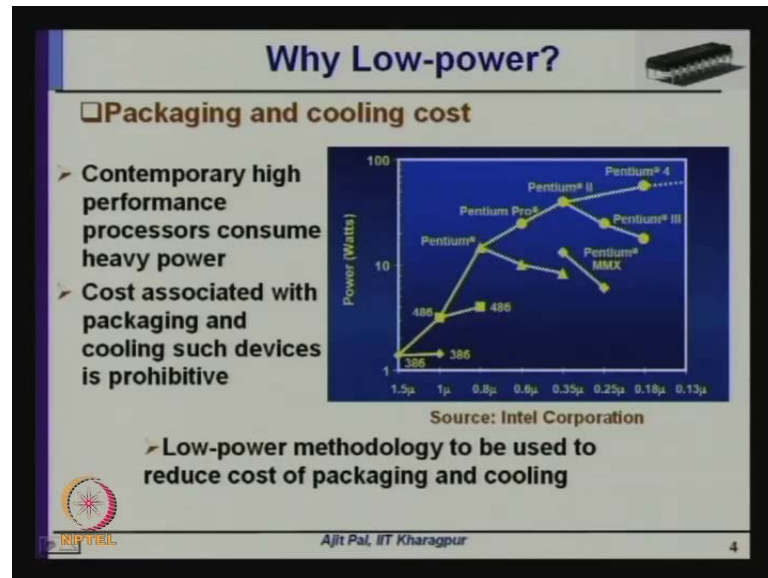 Why Low-power?
❑Packaging and cooling cost
➢ Contemporary high
performance
processors consume
heavy power
➢ Cost associated with
packaging and
cooling such devices
is prohibitive
100
10
1
Power (Watts)
386
386
486
486
Pentium®
Pentium Pro®
Pentium® II
Pentium® 4
Pentium® III
Pentium®
MMX
1.5µ 1µ 0.8µ 0.6µ 0.35µ 0.25µ 0.18µ 0.13µ
Source: Intel Corporation
➢Low-power methodology to be used to
reduce cost of packaging and cooling
NPTEL
Ajit Pal, IIT Kharagpur
4